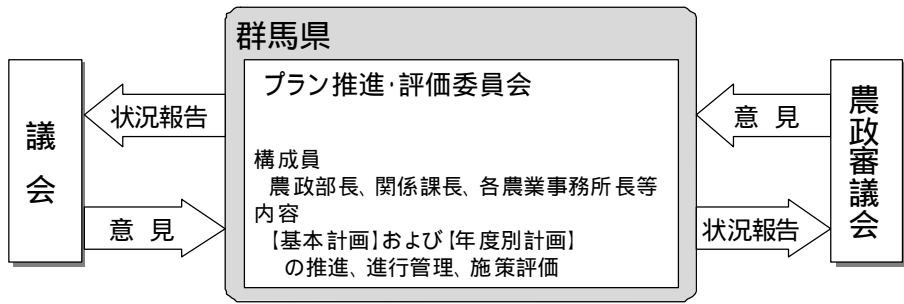 群馬県
プラン推進･評価委員会
構成員
農政部長､関係課長､各農業事務所長等
内容
【基本計画】および【年度別計画】
の推進､進行管理､施策評価
議会
状況報告
意 見
農政審議会
意 見
状況報告